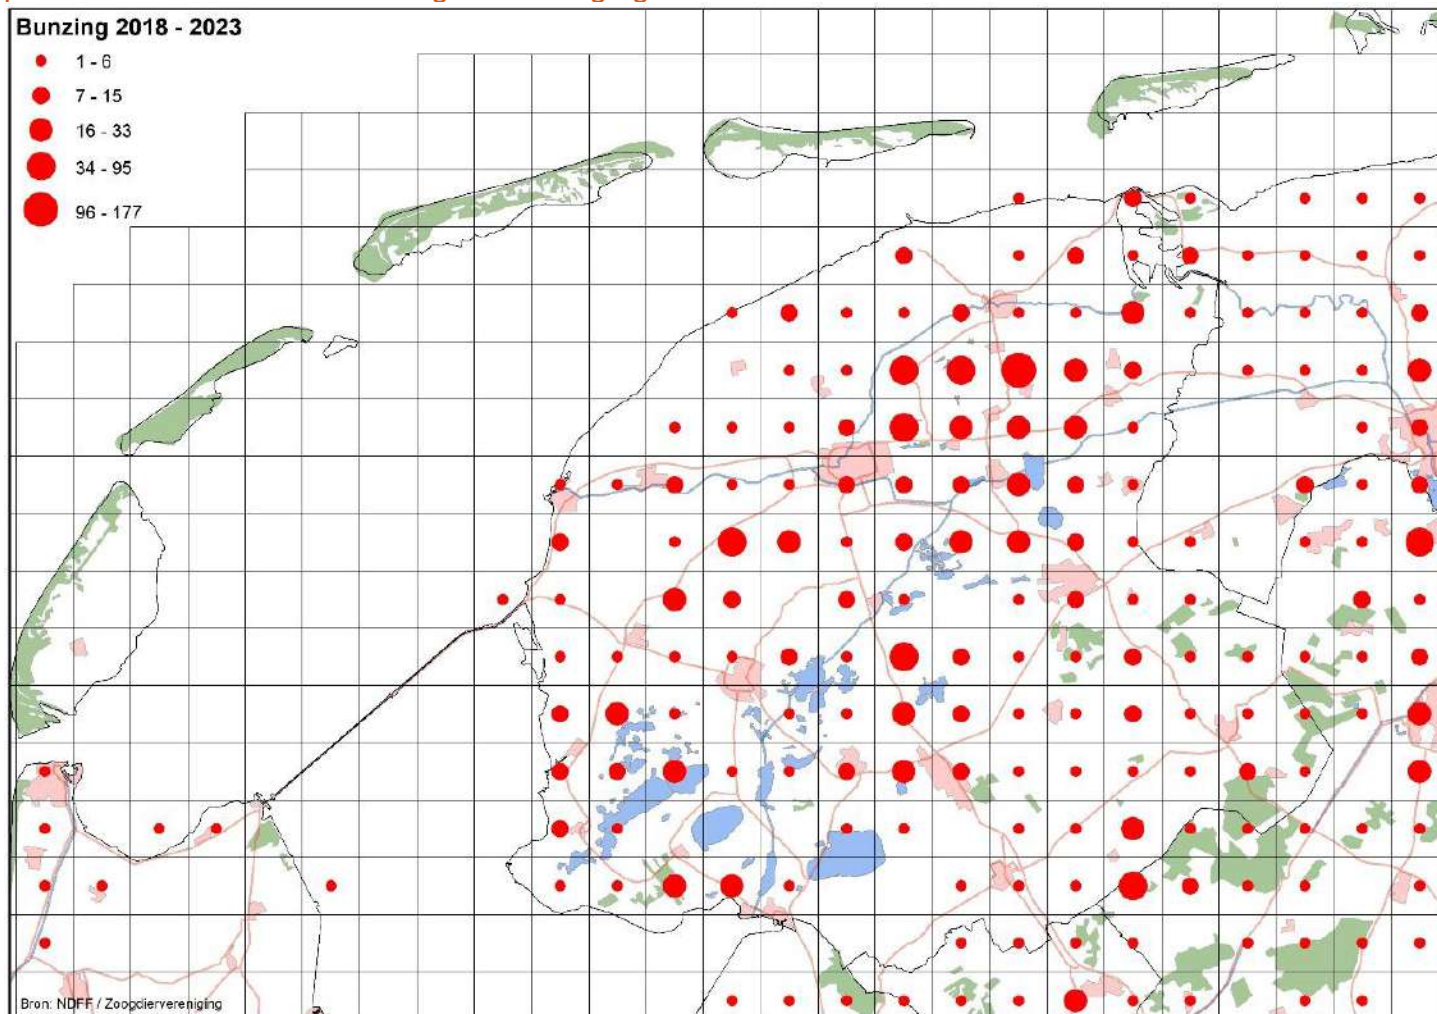 Bunzing 2018 - 2023
1 - 6
7 - 15
16 - 33
34 - 95
96 - 177
Bron: NDFF / Zoogdiervereniging